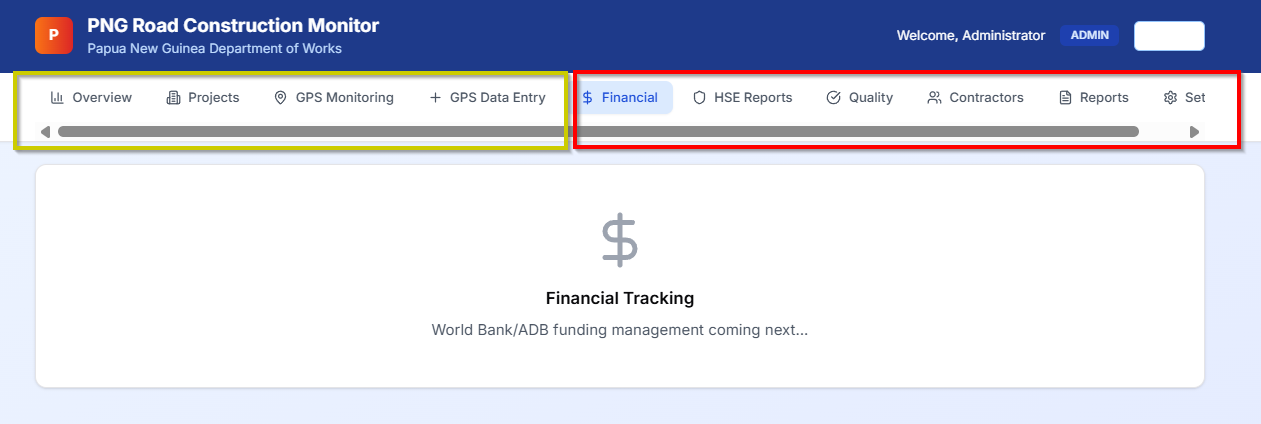 P
PNG Road Construction Monitor
Papua New Guinea Department of Works
Welcome, Administrator
ADMIN
Overview
Projects
GPS Monitoring
GPS Data Entry
Financial
HSE Reports
Quality
Contractors
Reports
Set
Financial Tracking
World Bank/ADB funding management coming next...